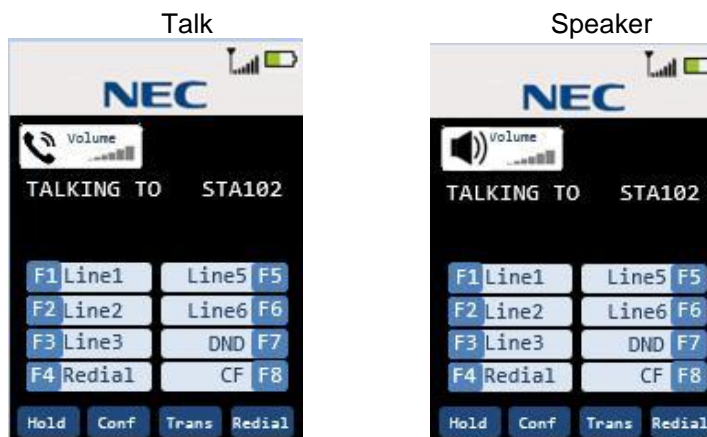 Talk
Speaker
NEC
Volume
TALKING TO STA102
F1 Line1 Line5 F5
F2 Line2 Line6 F6
F3 Line3 DND F7
F4 Redial CF F8
Hold Conf Trans Redial
NEC
Volume
TALKING TO STA102
F1 Line1 Line5 F5
F2 Line2 Line6 F6
F3 Line3 DND F7
F4 Redial CF F8
Hold Conf Trans Redial